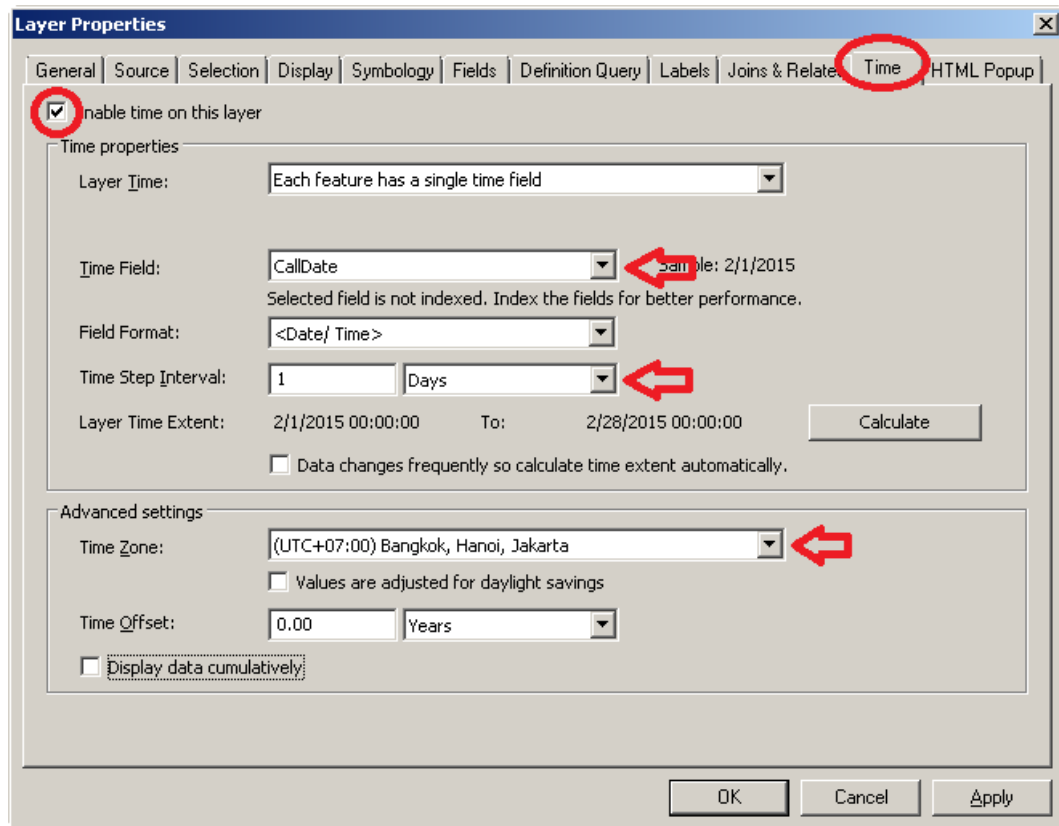 Layer Properties
General Source Selection Display Symbology Fields Definition Query Labels Joins & Relate Time HTML Popup
nable time on this layer
Time properties
Layer Time: Each feature has a single time field
Time Field: CallDate Sample: 2/1/2015
Selected field is not indexed. Index the fields for better performance.
Field Format: <Date/ Time>
Time Step Interval: 1 Days
Layer Time Extent: 2/1/2015 00:00:00 To: 2/28/2015 00:00:00 Calculate
Data changes frequently so calculate time extent automatically.
Advanced settings
Time Zone: (UTC+07:00) Bangkok, Hanoi, Jakarta
Values are adjusted for daylight savings
Time Offset: 0.00 Years
Display data cumulatively
OK Cancel Apply